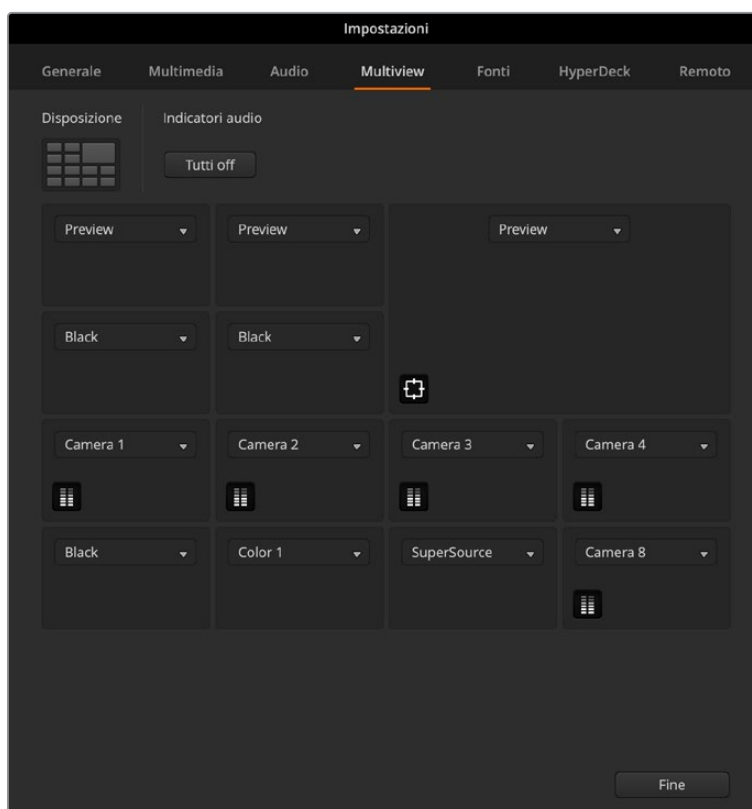 Impostazioni
Generale Multimedia Audio Multiview Fonti HyperDeck Remoto
Disposizione Indicatori audio
Tutti off
Preview Preview Preview
Black Black
Camera 1 Camera 2 Camera 3 Camera 4
Black Color 1 SuperSource Camera 8
Fine